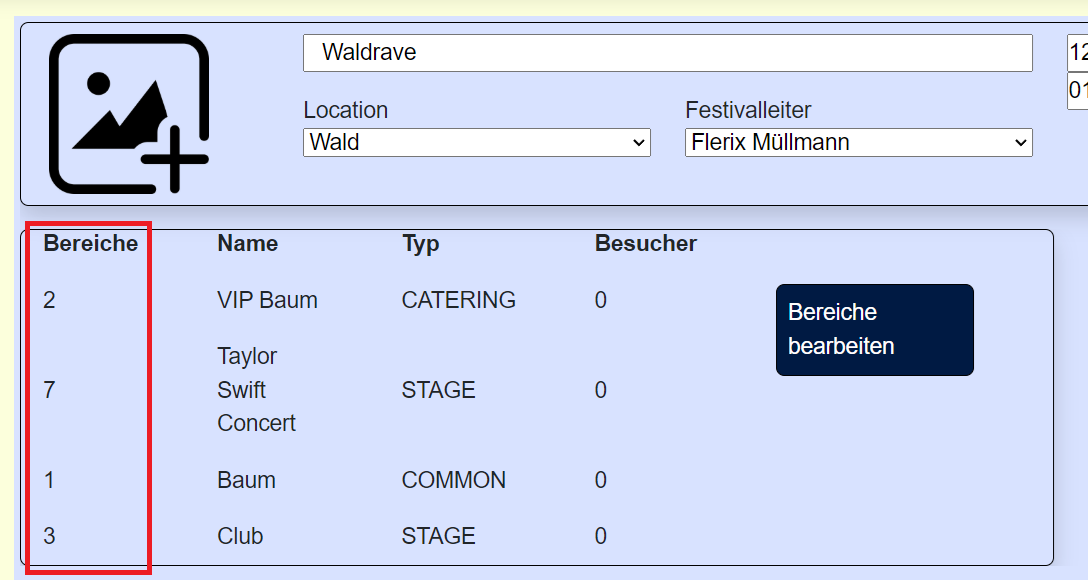 Waldrave
12
01
Location Festivalleiter
Wald Flerix Müllmann
Bereiche Name Typ Besucher
2 VIP Baum CATERING 0
Bereiche
bearbeiten
Taylor
7 Swift STAGE 0
Concert
1 Baum COMMON 0
3 Club STAGE 0